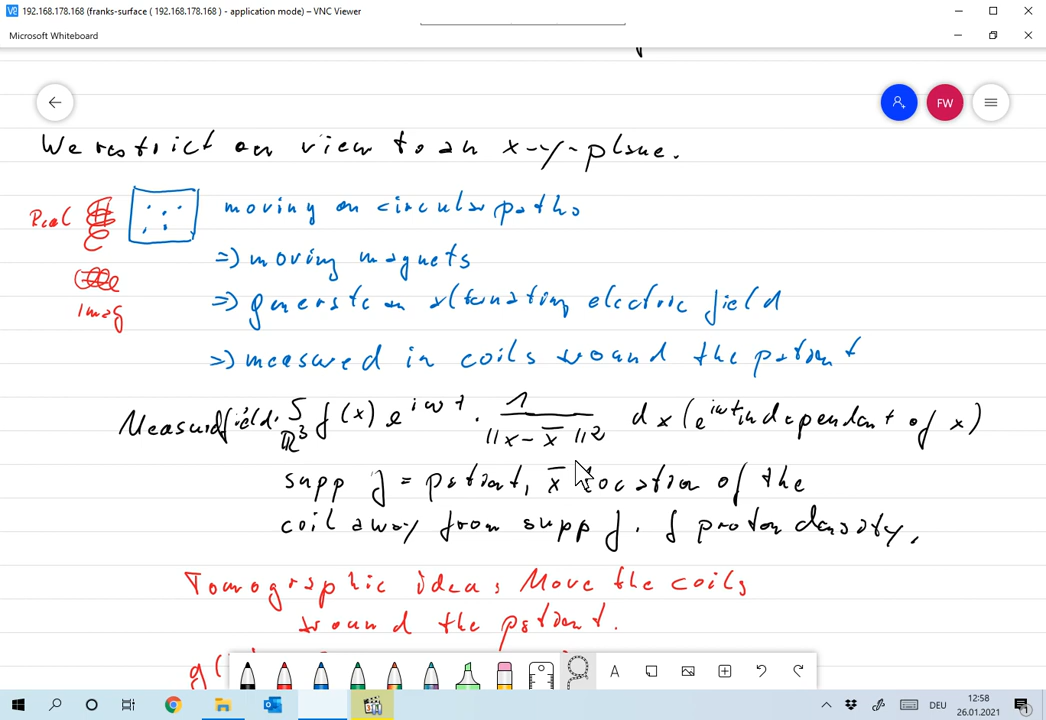 192.168.178.168 (franks-surface ( 192.168.178.168 ) - application mode) – VNC Viewer
Microsoft Whiteboard
FW
We restrict our view to an x-y-plane.
Real
moving on circular paths
=> moving magnets
Imag
=> generate an alternating electric field
=> measured in coils around the patient
Measured field: ∫_{ℝ³} f(x) e^{iωt} · 1/‖x-x̄‖² dx (e^{iωt} independant of x)
supp f = patient, x̄ location of the
coil away from supp f. f proton density.
Tomographic idea: Move the coils
around the patient.
g(
A
DEU
12:58
26.01.2021